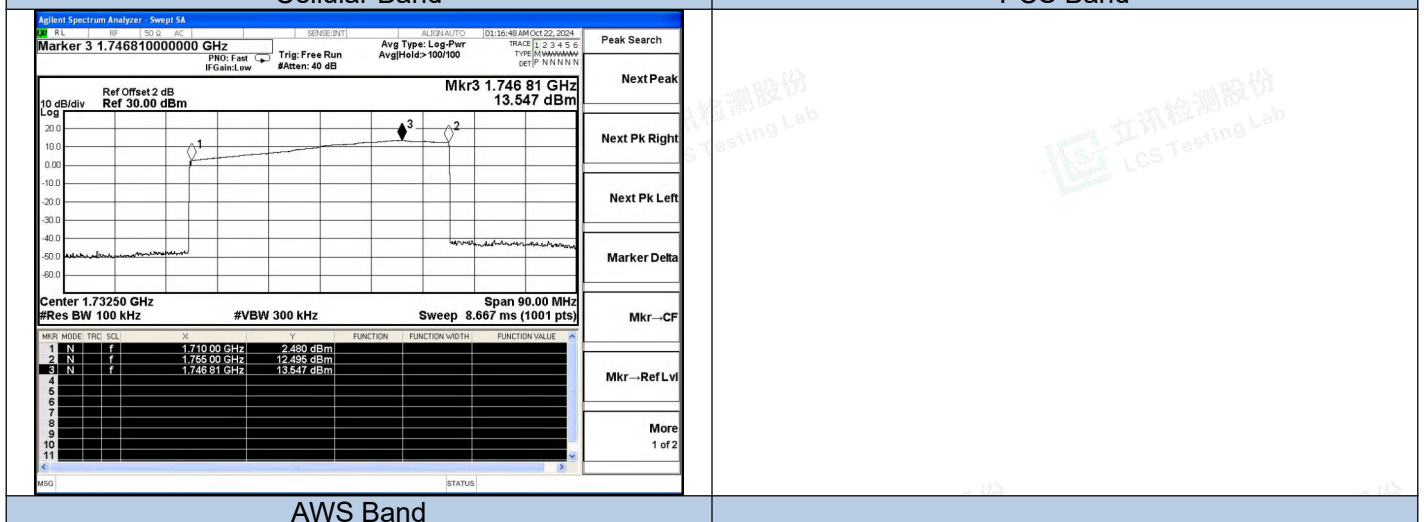 Cellular Band
PCS Band
Agilent Spectrum Analyzer - Swept SA
RL RF 50 Ω AC SENSE:INT ALIGN AUTO 01:16:48 AM Oct 22, 2024
Marker 3 1.746810000000 GHz
PNO: Fast
IFGain:Low
Trig: Free Run
#Atten: 40 dB
Avg Type: Log-Pwr
Avg|Hold:>100/100
TRACE 1 2 3 4 5 6
TYPE M WWWWW
DET P N N N N N
Peak Search
Next Peak
Next Pk Right
Next Pk Left
Marker Delta
Mkr→CF
Mkr→Ref Lvl
More
1 of 2
Ref Offset 2 dB
10 dB/div Ref 30.00 dBm
Log
Mkr3 1.746 81 GHz
13.547 dBm
20.0
10.0
0.00
-10.0
-20.0
-30.0
-40.0
-50.0
-60.0
1
3
2
Center 1.73250 GHz Span 90.00 MHz
#Res BW 100 kHz #VBW 300 kHz Sweep 8.667 ms (1001 pts)
MKR MODE TRC SCL X Y FUNCTION FUNCTION WIDTH FUNCTION VALUE
1 N f 1.710 00 GHz 2.480 dBm
2 N f 1.755 00 GHz 12.495 dBm
3 N f 1.746 81 GHz 13.547 dBm
4
5
6
7
8
9
10
11
MSG STATUS
检测股份
Testing Lab
立讯检测股份
LCS Testing Lab
AWS Band